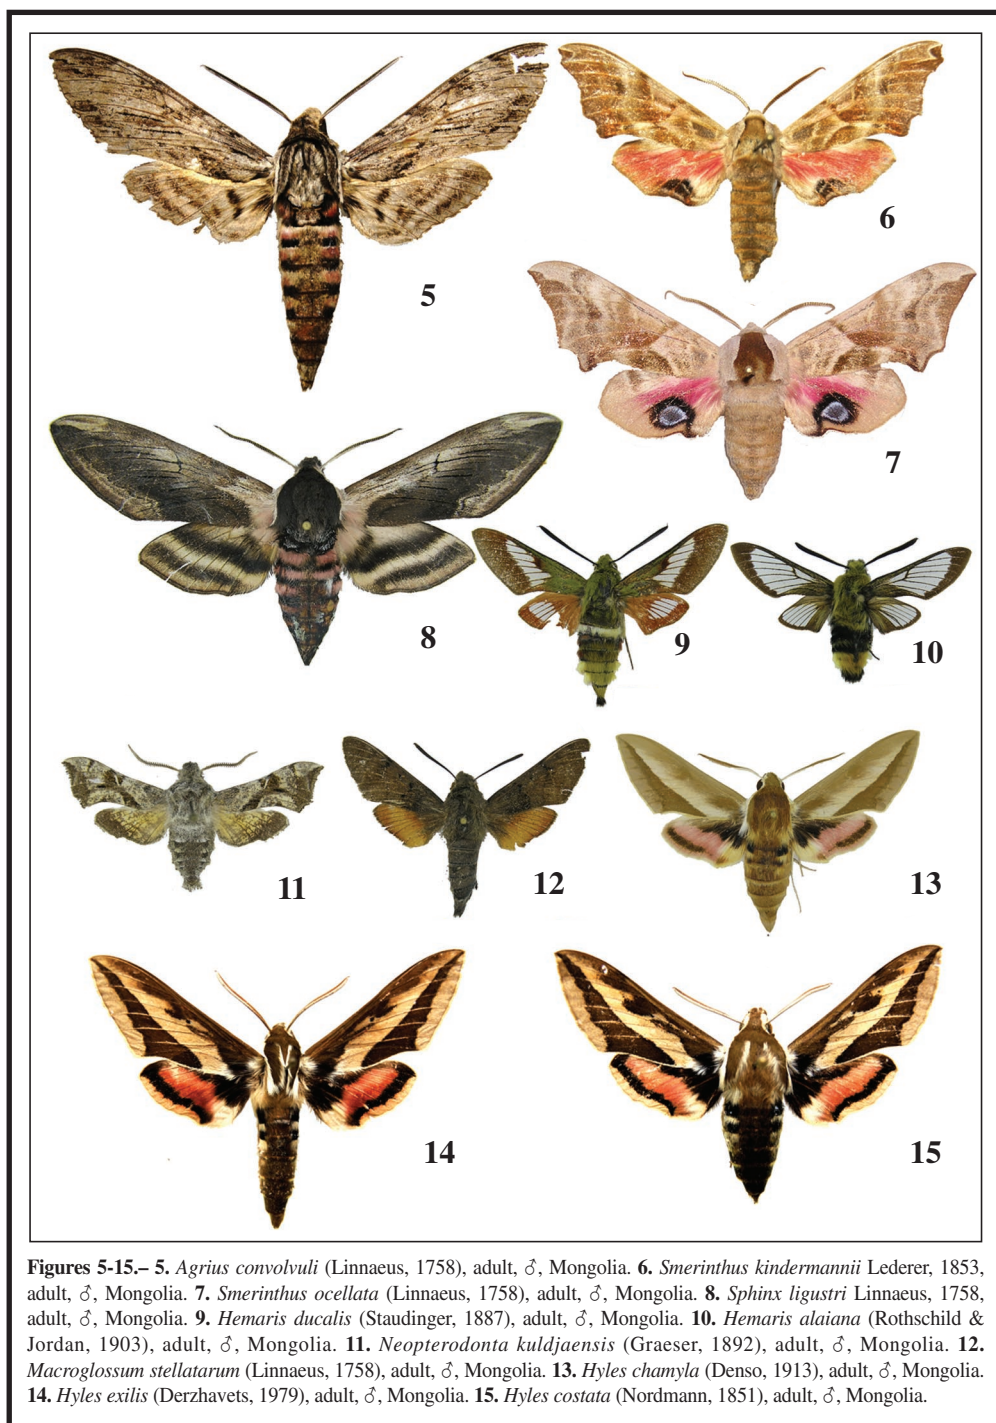 5
6
7
8
9
10
11
12
13
14
15
Figures 5-15.– 5. Agrius convolvuli (Linnaeus, 1758), adult, ♂, Mongolia. 6. Smerinthus kindermannii Lederer, 1853,
adult, ♂, Mongolia. 7. Smerinthus ocellata (Linnaeus, 1758), adult, ♂, Mongolia. 8. Sphinx ligustri Linnaeus, 1758,
adult, ♂, Mongolia. 9. Hemaris ducalis (Staudinger, 1887), adult, ♂, Mongolia. 10. Hemaris alaiana (Rothschild &
Jordan, 1903), adult, ♂, Mongolia. 11. Neopterodonta kuldjaensis (Graeser, 1892), adult, ♂, Mongolia. 12.
Macroglossum stellatarum (Linnaeus, 1758), adult, ♂, Mongolia. 13. Hyles chamyla (Denso, 1913), adult, ♂, Mongolia.
14. Hyles exilis (Derzhavets, 1979), adult, ♂, Mongolia. 15. Hyles costata (Nordmann, 1851), adult, ♂, Mongolia.